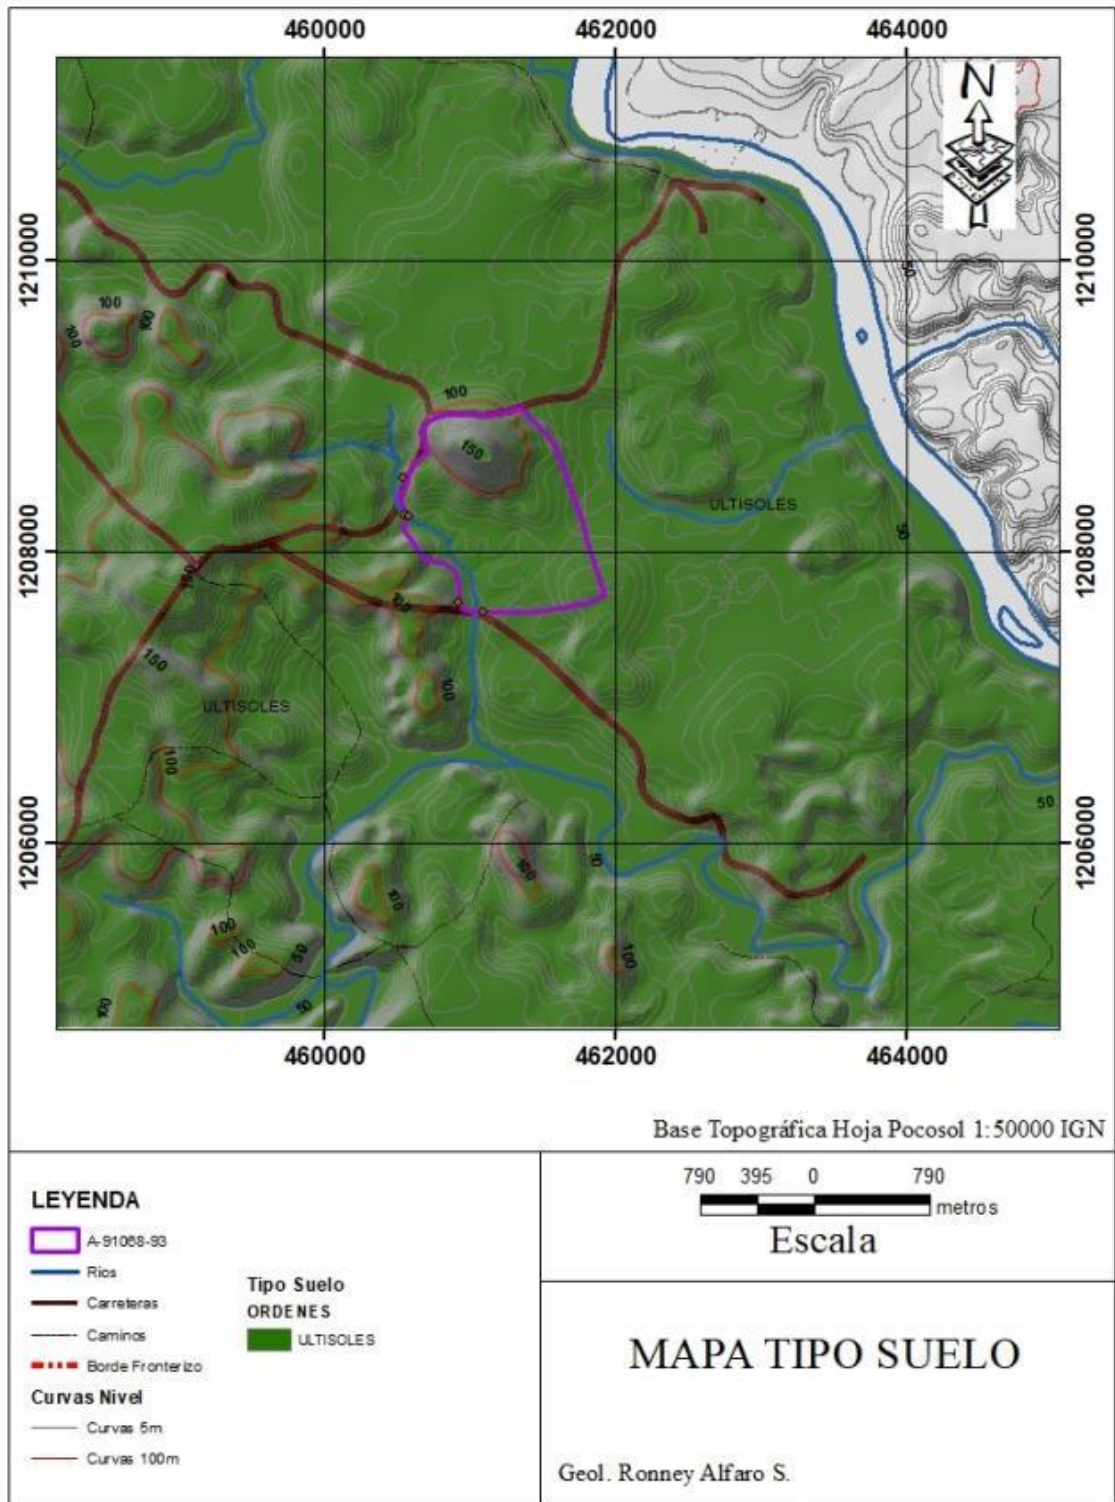 460000 462000 464000
N
1210000 1210000
50
100
100
100
100
150
ULTISOLES
1208000 1208000
50
150
100
150
100
ULTISOLES
100
50
1206000 1206000
50
100
100
100
100
50
100
100
50
460000 462000 464000
Base Topográfica Hoja Pocosol 1:50000 IGN
LEYENDA
A-91068-93
Rios
Carreteras
Caminos
Borde Fronterizo
Curvas Nivel
Curvas 5m
Curvas 100m
Tipo Suelo
ORDENES
ULTISOLES
790 395 0 790
metros
Escala
MAPA TIPO SUELO
Geol. Ronney Alfaro S.